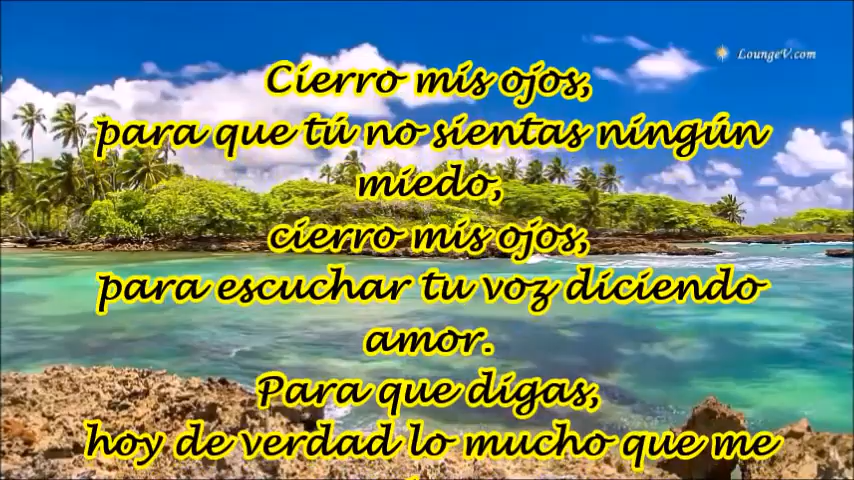 LoungeV.com
Cierro mis ojos,
para que tú no sientas ningún
miedo,
cierro mis ojos,
para escuchar tu voz diciendo
amor.
Para que digas,
hoy de verdad lo mucho que me